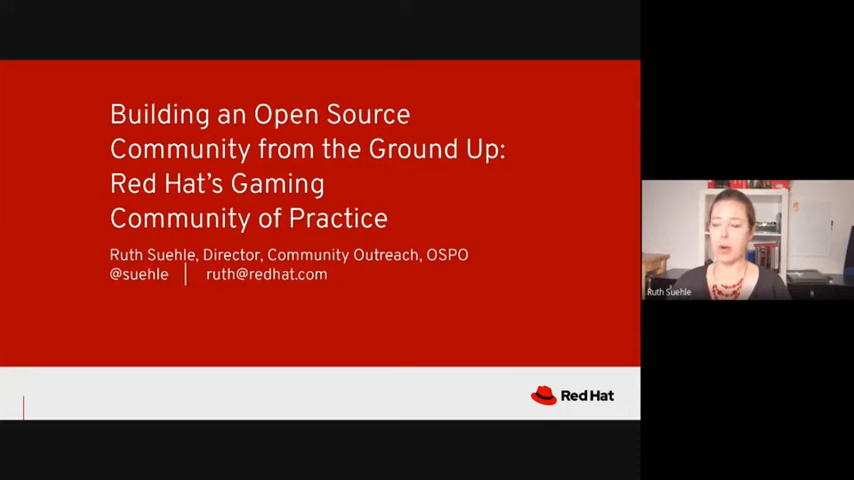 Building an Open Source
Community from the Ground Up:
Red Hat's Gaming
Community of Practice
Ruth Suehle, Director, Community Outreach, OSPO
@suehle | ruth@redhat.com
Ruth Suehle
Red Hat